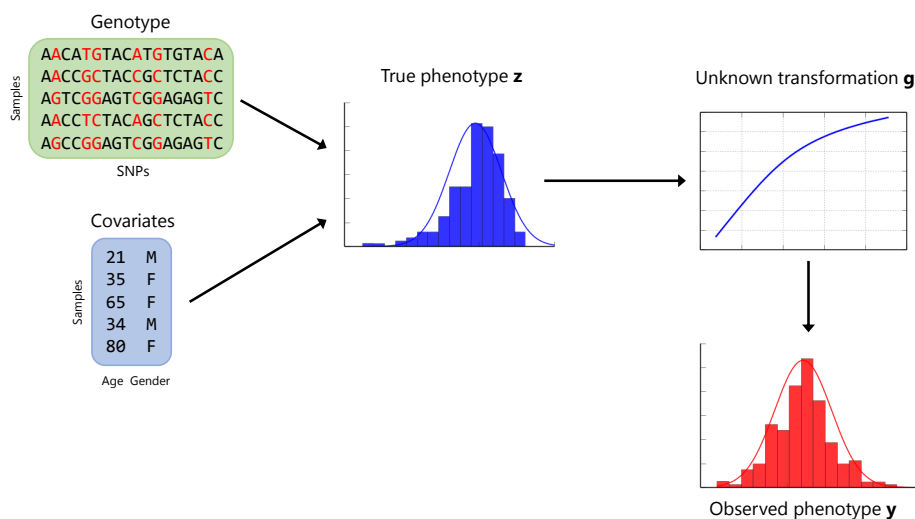 Genotype
Samples
AACATGTACATGTGTACA
AACCGCTACCGCTCTACC
AGTCGGAGTCGGAGAGTC
AACCTCTACAGCTCTACC
AGCCGGAGTCGGAGAGTC
SNPs
Covariates
Samples
21 M
35 F
65 F
34 M
80 F
Age Gender
True phenotype z
Unknown transformation g
Observed phenotype y